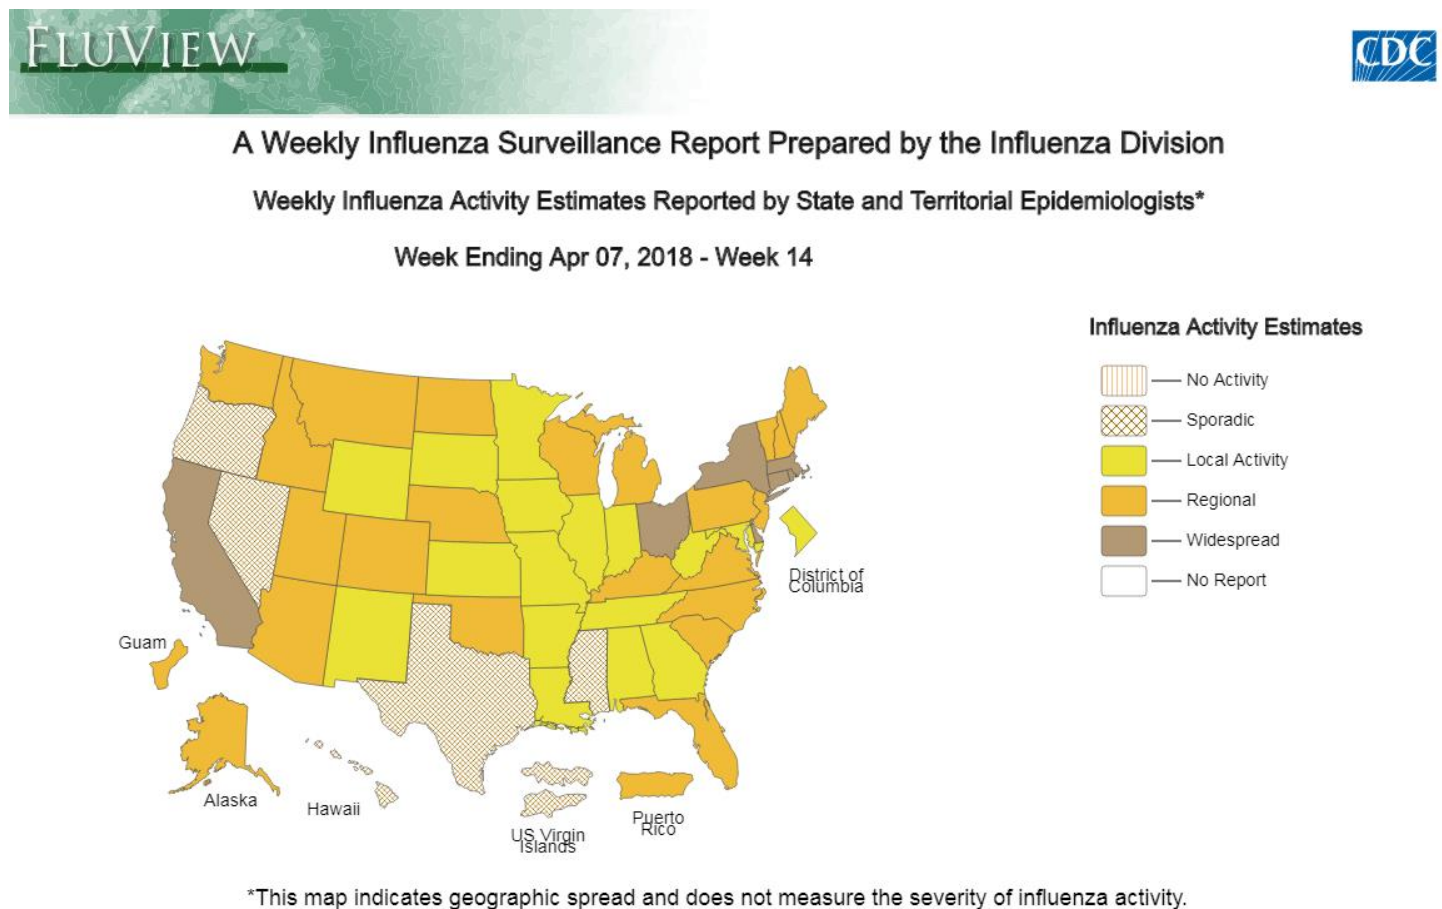 FLUVIEW
CDC
A Weekly Influenza Surveillance Report Prepared by the Influenza Division
Weekly Influenza Activity Estimates Reported by State and Territorial Epidemiologists*
Week Ending Apr 07, 2018 - Week 14
Influenza Activity Estimates
No Activity
Sporadic
Local Activity
Regional
Widespread
No Report
District of
Columbia
Guam
Alaska
Hawaii
US Virgin
Islands
Puerto
Rico
*This map indicates geographic spread and does not measure the severity of influenza activity.